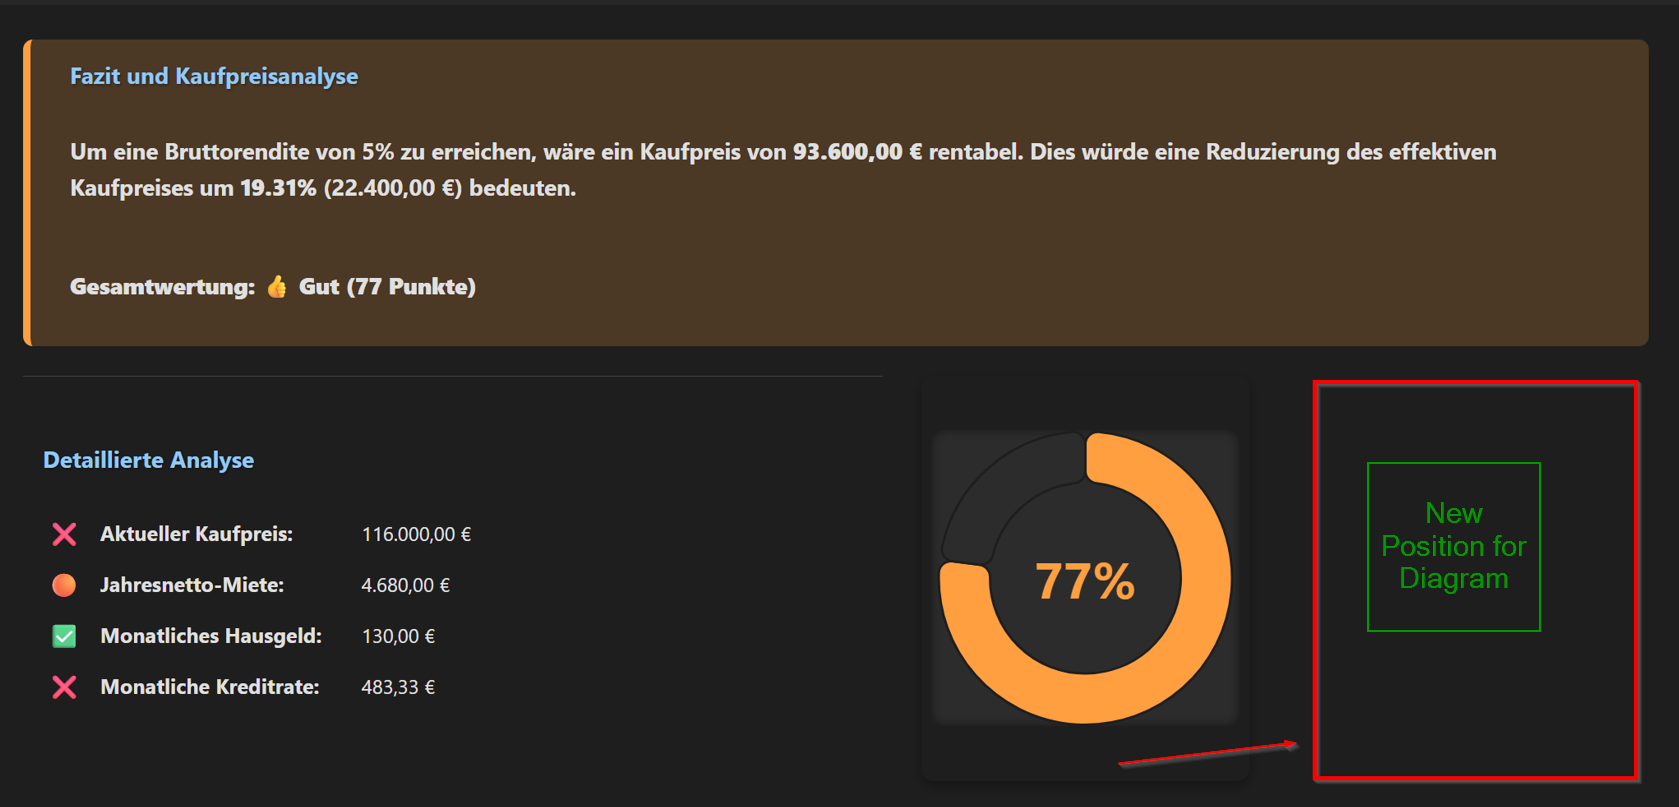 Fazit und Kaufpreisanalyse
Um eine Bruttorendite von 5% zu erreichen, wäre ein Kaufpreis von 93.600,00 € rentabel. Dies würde eine Reduzierung des effektiven
Kaufpreises um 19.31% (22.400,00 €) bedeuten.
Gesamtwertung: 👍 Gut (77 Punkte)
Detaillierte Analyse
Aktueller Kaufpreis: 116.000,00 €
Jahresnetto-Miete: 4.680,00 €
Monatliches Hausgeld: 130,00 €
Monatliche Kreditrate: 483,33 €
77%
New
Position for
Diagram